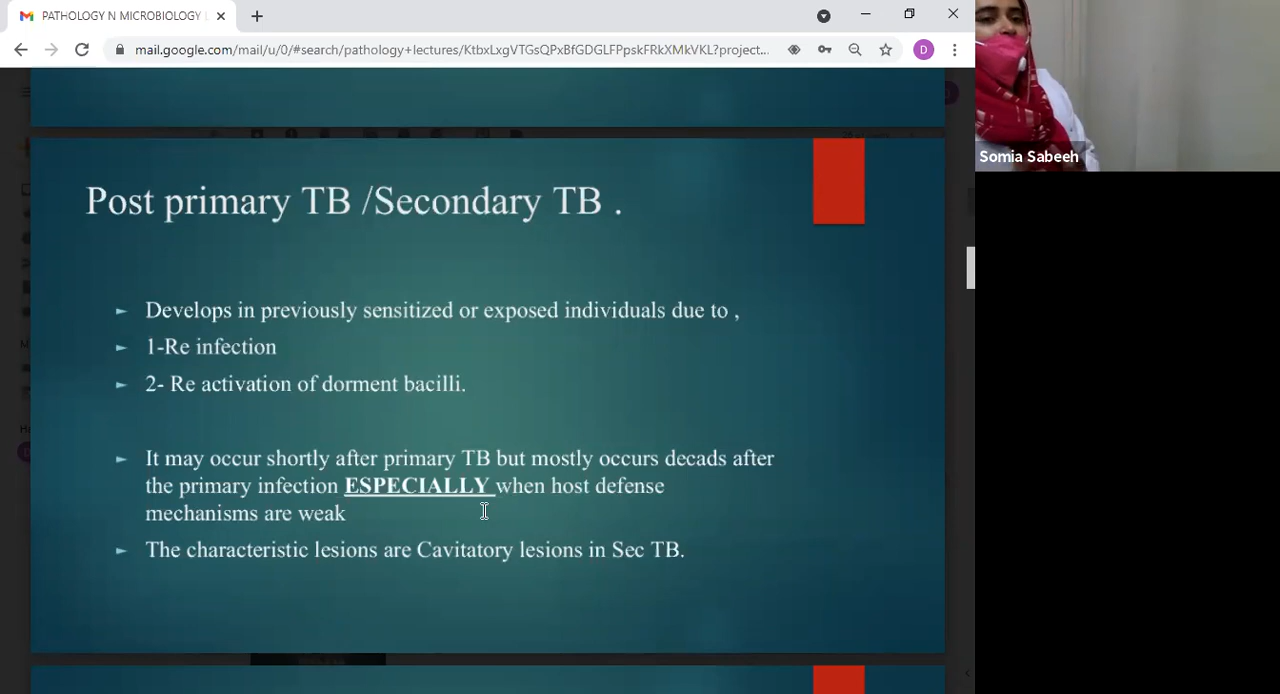 PATHOLOGY N MICROBIOLOGY
mail.google.com/mail/u/0/#search/pathology+lectures/KtbxLxgVTGsQPxBfGDGLFPpskFRkXMkVKL?project...
D
Somia Sabeeh
Post primary TB /Secondary TB .
Develops in previously sensitized or exposed individuals due to ,
1-Re infection
2- Re activation of dorment bacilli.
It may occur shortly after primary TB but mostly occurs decads after
the primary infection ESPECIALLY when host defense
mechanisms are weak
The characteristic lesions are Cavitatory lesions in Sec TB.